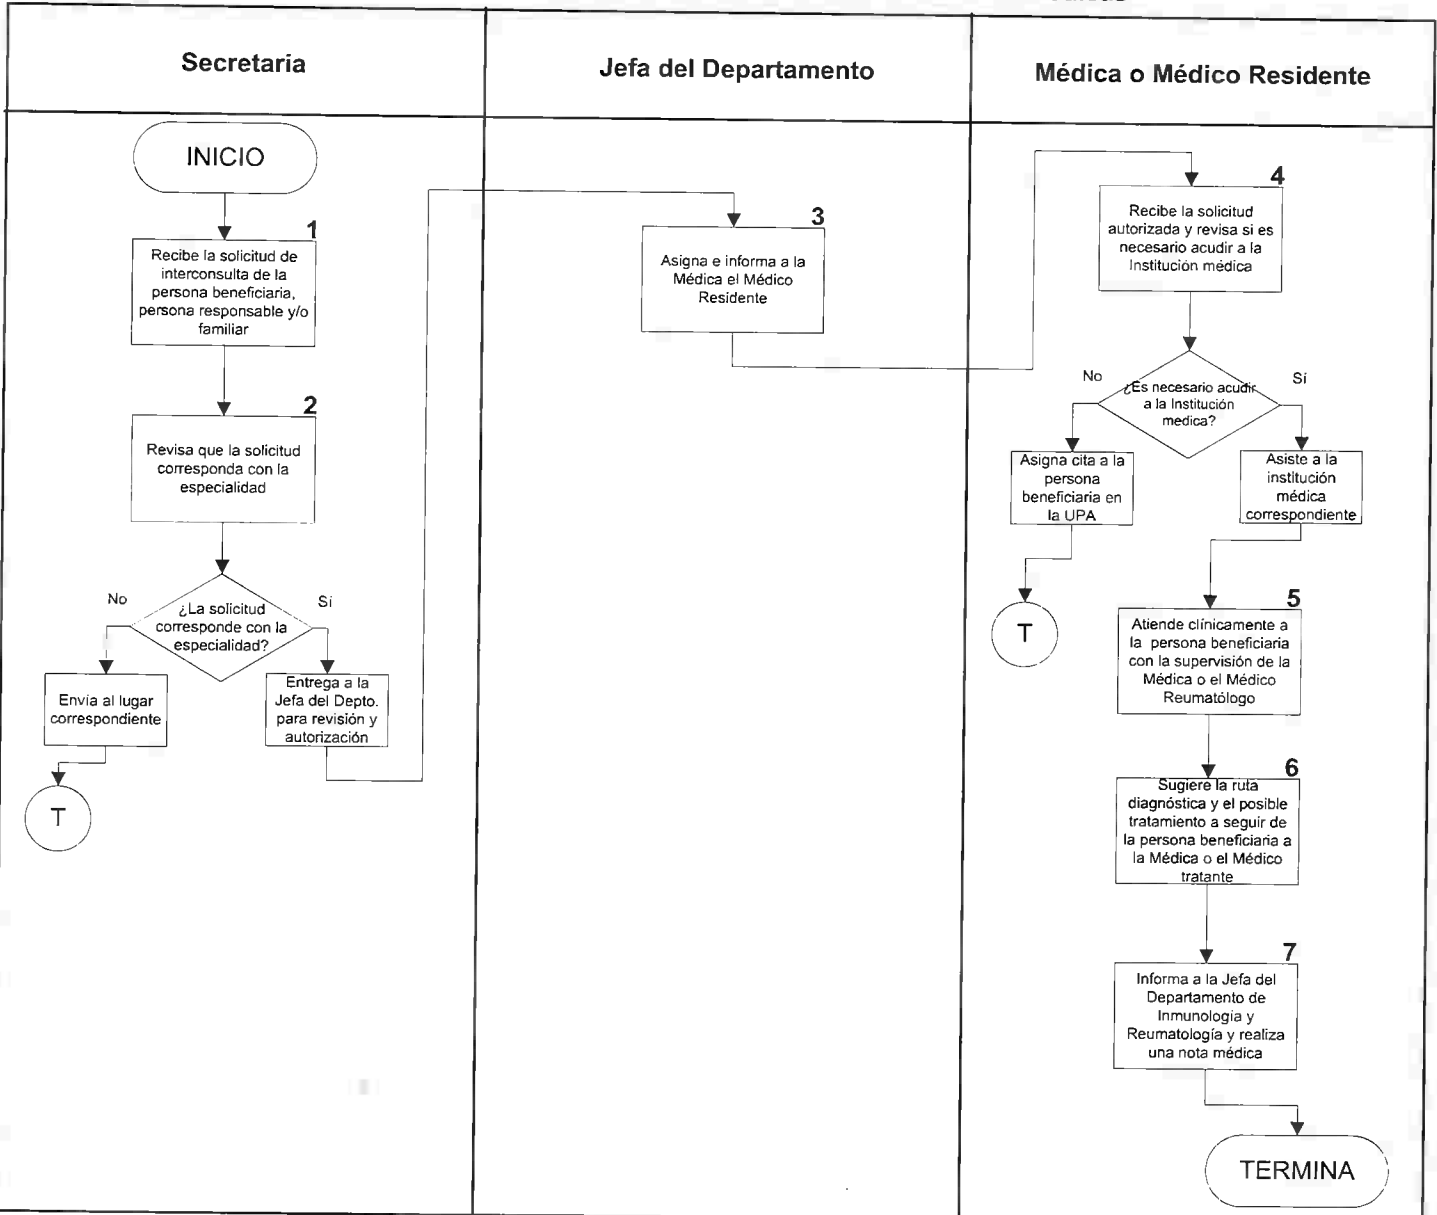 Secretaria
Jefa del Departamento
Médica o Médico Residente
INICIO
1
Recibe la solicitud de
interconsulta de la
persona beneficiaria,
persona responsable y/o
familiar
2
Revisa que la solicitud
corresponda con la
especialidad
No
Sí
¿La solicitud
corresponde con la
especialidad?
Envía al lugar
correspondiente
Entrega a la
Jefa del Depto.
para revisión y
autorización
T
3
Asigna e informa a la
Médica el Médico
Residente
4
Recibe la solicitud
autorizada y revisa si es
necesario acudir a la
Institución médica
No
Sí
¿Es necesario acudir
a la Institución
medica?
Asigna cita a la
persona
beneficiaria en
la UPA
Asiste a la
institución
médica
correspondiente
T
5
Atiende clínicamente a
la persona beneficiaria
con la supervisión de la
Médica o el Médico
Reumatólogo
6
Sugiere la ruta
diagnóstica y el posible
tratamiento a seguir de
la persona beneficiaria a
la Médica o el Médico
tratante
7
Informa a la Jefa del
Departamento de
Inmunología y
Reumatología y realiza
una nota médica
TERMINA